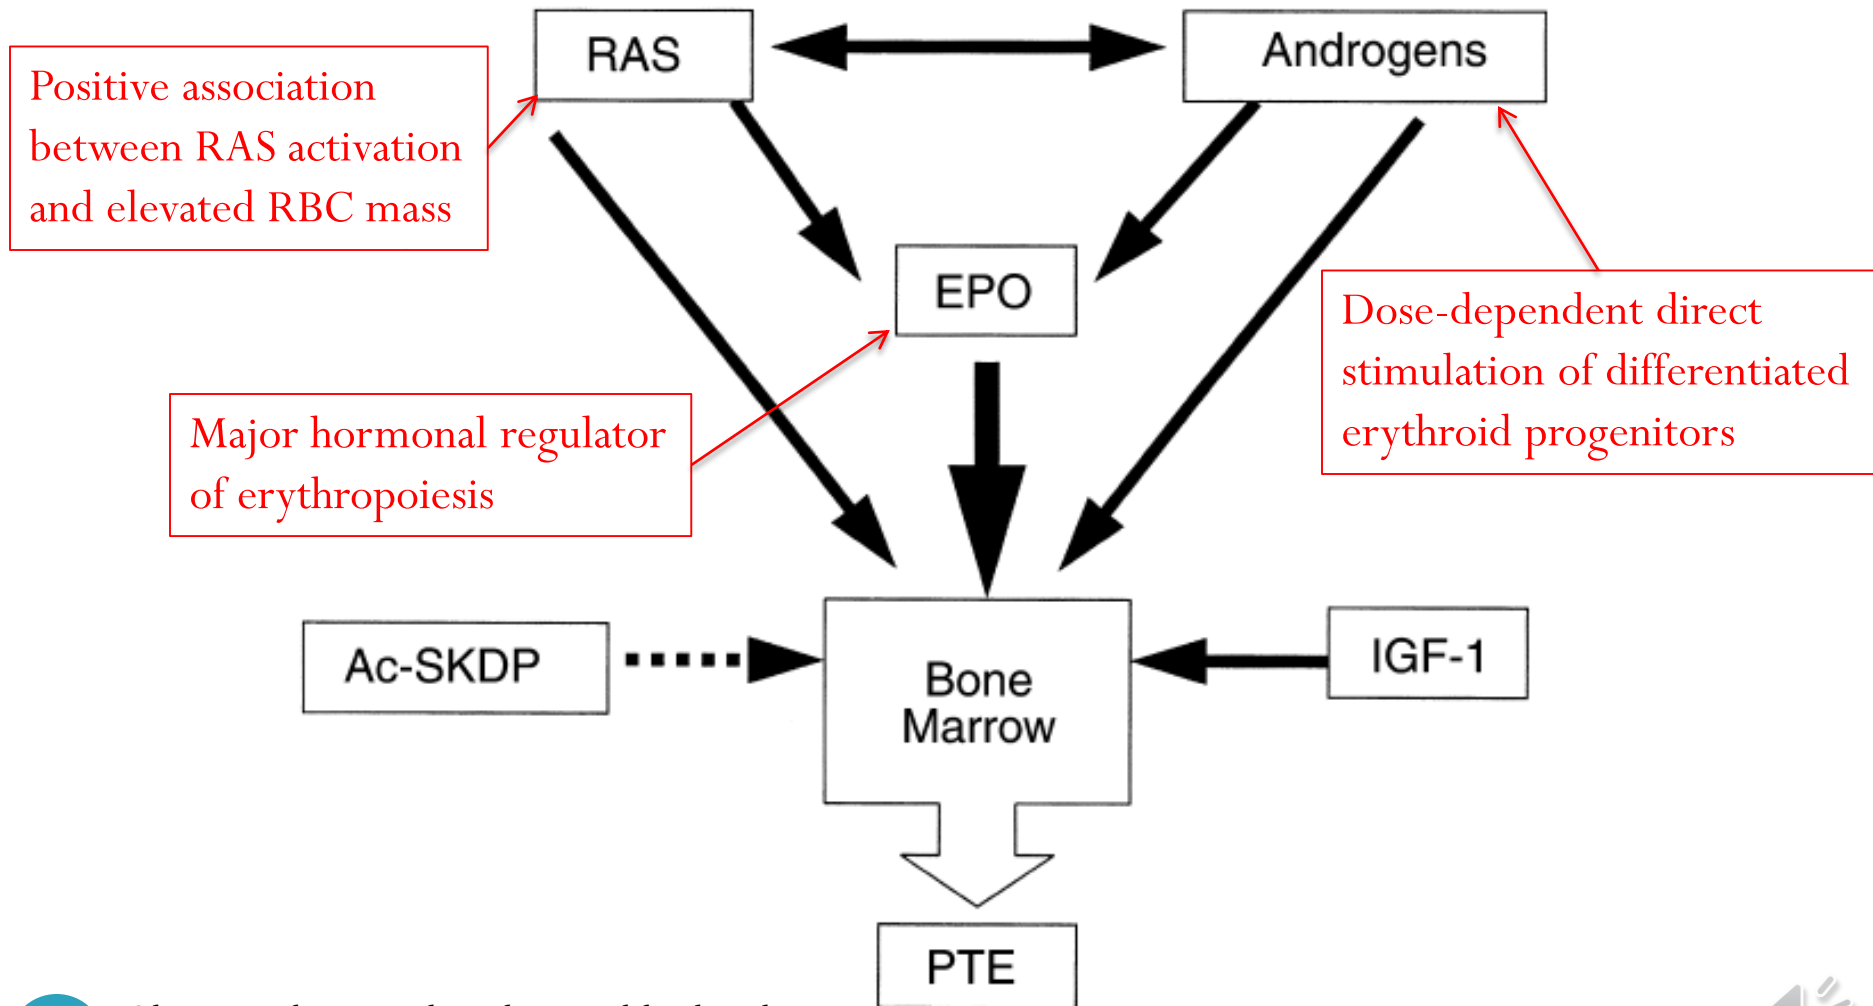 RAS
Androgens
Positive association
between RAS activation
and elevated RBC mass
EPO
Dose-dependent direct
stimulation of differentiated
erythroid progenitors
Major hormonal regulator
of erythropoiesis
Ac-SKDP
Bone
Marrow
IGF-1
PTE